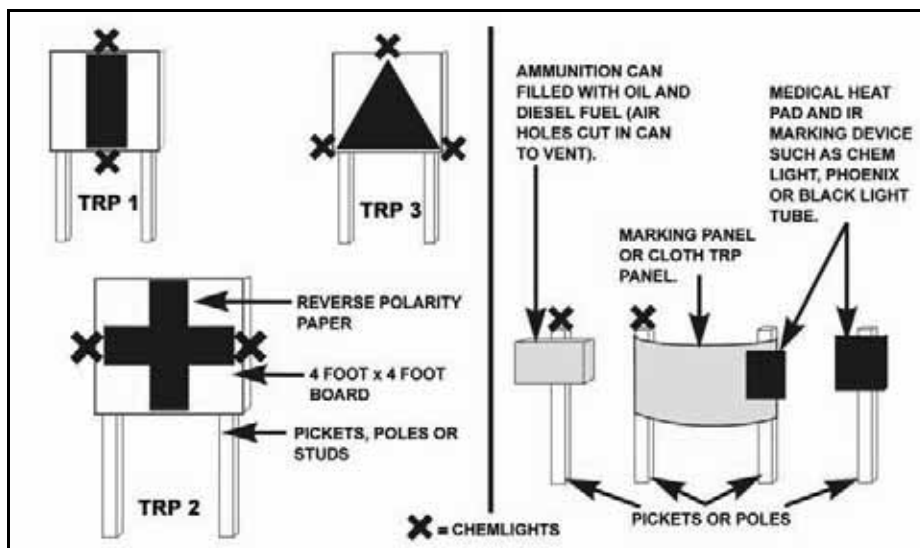 TRP 1
TRP 3
REVERSE POLARITY
PAPER
4 FOOT x 4 FOOT
BOARD
PICKETS, POLES OR
STUDS
TRP 2
AMMUNITION CAN
FILLED WITH OIL AND
DIESEL FUEL (AIR
HOLES CUT IN CAN
TO VENT).
MEDICAL HEAT
PAD AND IR
MARKING DEVICE
SUCH AS CHEM
LIGHT, PHOENIX
OR BLACK LIGHT
TUBE.
MARKING PANEL
OR CLOTH TRP
PANEL.
PICKETS OR POLES
= CHEMLIGHTS